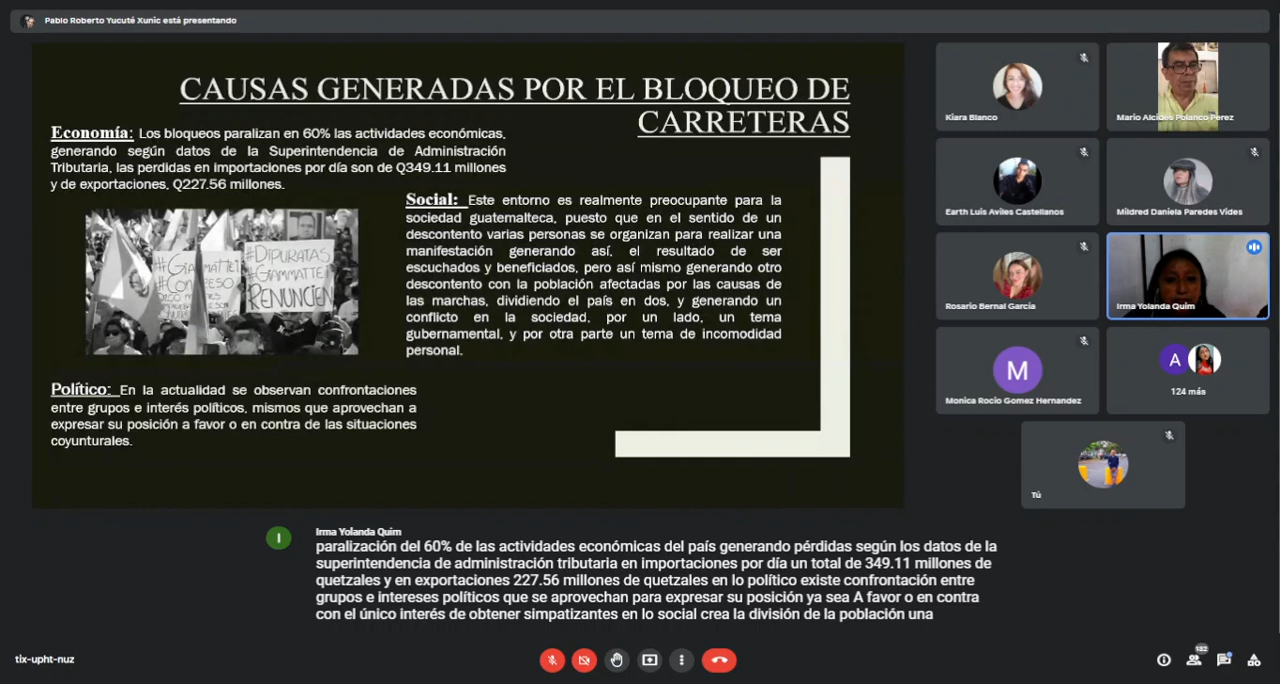 Pablo Roberto Yucuté Xunic está presentando
CAUSAS GENERADAS POR EL BLOQUEO DE
CARRETERAS
Economía: Los bloqueos paralizan en 60% las actividades económicas,
generando según datos de la Superintendencia de Administración
Tributaria, las perdidas en importaciones por día son de Q349.11 millones
y de exportaciones, Q227.56 millones.
Social: Este entorno es realmente preocupante para la
sociedad guatemalteca, puesto que en el sentido de un
descontento varias personas se organizan para realizar una
manifestación generando así, el resultado de ser
escuchados y beneficiados, pero así mismo generando otro
descontento con la población afectadas por las causas de
las marchas, dividiendo el país en dos, y generando un
conflicto en la sociedad, por un lado, un tema
gubernamental, y por otra parte un tema de incomodidad
personal.
#DIPURATAS
#GIAMMATTEI
RENUNCIEN
Político: En la actualidad se observan confrontaciones
entre grupos e interés políticos, mismos que aprovechan a
expresar su posición a favor o en contra de las situaciones
coyunturales.
Kiara Blanco
Mario Alcides Polanco Perez
Earth Luis Aviles Castellanos
Mildred Daniela Paredes Vides
Rosario Bernal García
Irma Yolanda Quim
M
Monica Rocío Gomez Hernandez
A
124 más
Tú
I
Irma Yolanda Quim
paralización del 60% de las actividades económicas del país generando pérdidas según los datos de la
superintendencia de administración tributaria en importaciones por día un total de 349.11 millones de
quetzales y en exportaciones 227.56 millones de quetzales en lo político existe confrontación entre
grupos e intereses políticos que se aprovechan para expresar su posición ya sea A favor o en contra
con el único interés de obtener simpatizantes en lo social crea la división de la población una
tix-upht-nuz
132